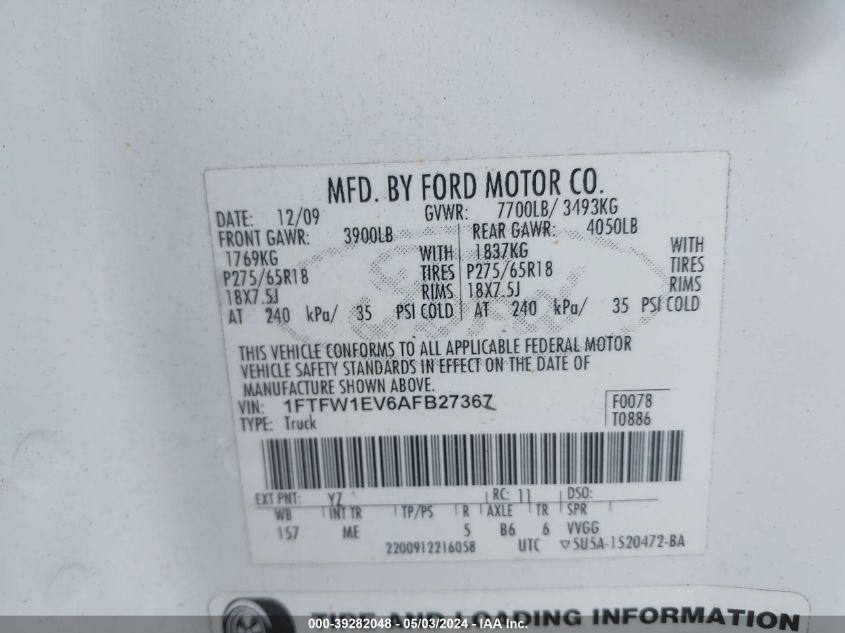 MFD. BY FORD MOTOR CO.
DATE: 12/09 GVWR: 7700LB/ 3493KG
FRONT GAWR: 3900LB REAR GAWR: 4050LB
1769KG WITH 1837KG WITH
P275/65R18 TIRES P275/65R18 TIRES
18X7.5J RIMS 18X7.5J RIMS
AT 240 kPa/ 35 PSI COLD AT 240 kPa/ 35 PSI COLD
THIS VEHICLE CONFORMS TO ALL APPLICABLE FEDERAL MOTOR
VEHICLE SAFETY STANDARDS IN EFFECT ON THE DATE OF
MANUFACTURE SHOWN ABOVE.
VIN: 1FTFW1EV6AFB27367 F0078
TYPE: Truck T0886
EXT PNT: YZ RC: 11 DSO:
WB INT TR TP/PS R AXLE TR SPR
157 ME 5 B6 6 VVGG
2200912216058 UTC ▽5U5A-1520472-BA
TIRE AND LOADING INFORMATION
000-39282048 - 05/03/2024 - IAA Inc.